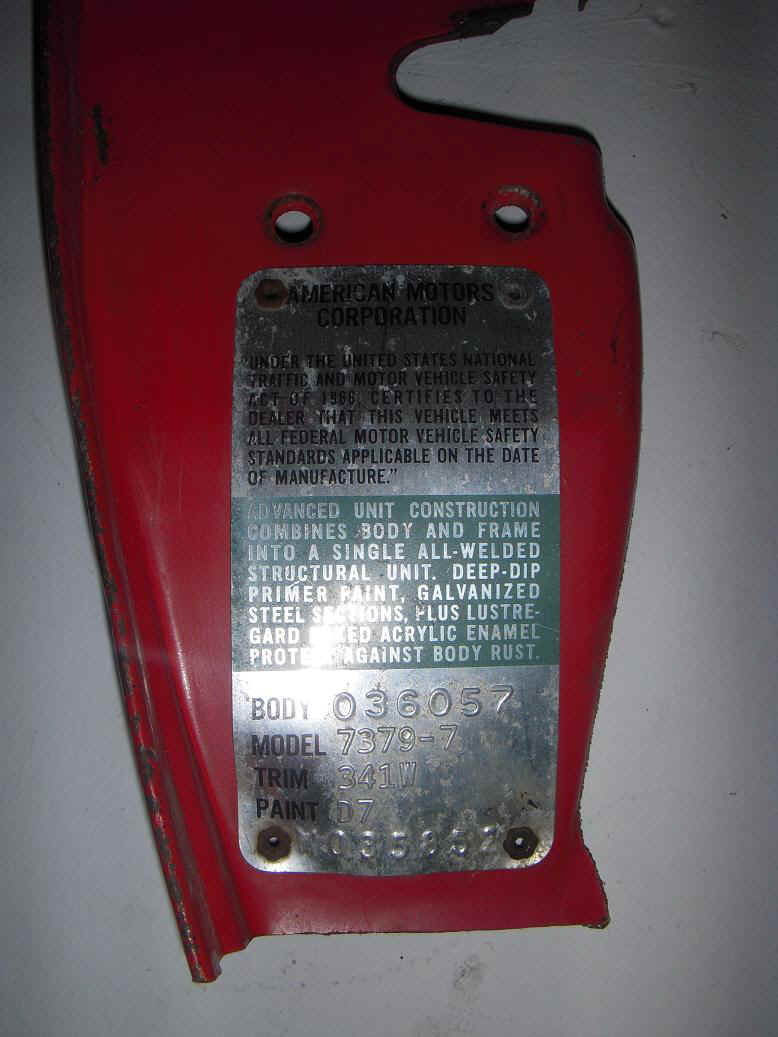 AMERICAN MOTORS
CORPORATION
"UNDER THE UNITED STATES NATIONAL
TRAFFIC AND MOTOR VEHICLE SAFETY
ACT OF 1966, CERTIFIES TO THE
DEALER THAT THIS VEHICLE MEETS
ALL FEDERAL MOTOR VEHICLE SAFETY
STANDARDS APPLICABLE ON THE DATE
OF MANUFACTURE."
ADVANCED UNIT CONSTRUCTION
COMBINES BODY AND FRAME
INTO A SINGLE ALL-WELDED
STRUCTURAL UNIT. DEEP-DIP
PRIMER PAINT, GALVANIZED
STEEL SECTIONS, PLUS LUSTRE-
GARD BAKED ACRYLIC ENAMEL
PROTECT AGAINST BODY RUST.
BODY 036057
MODEL 7379-7
TRIM 341W
PAINT D7